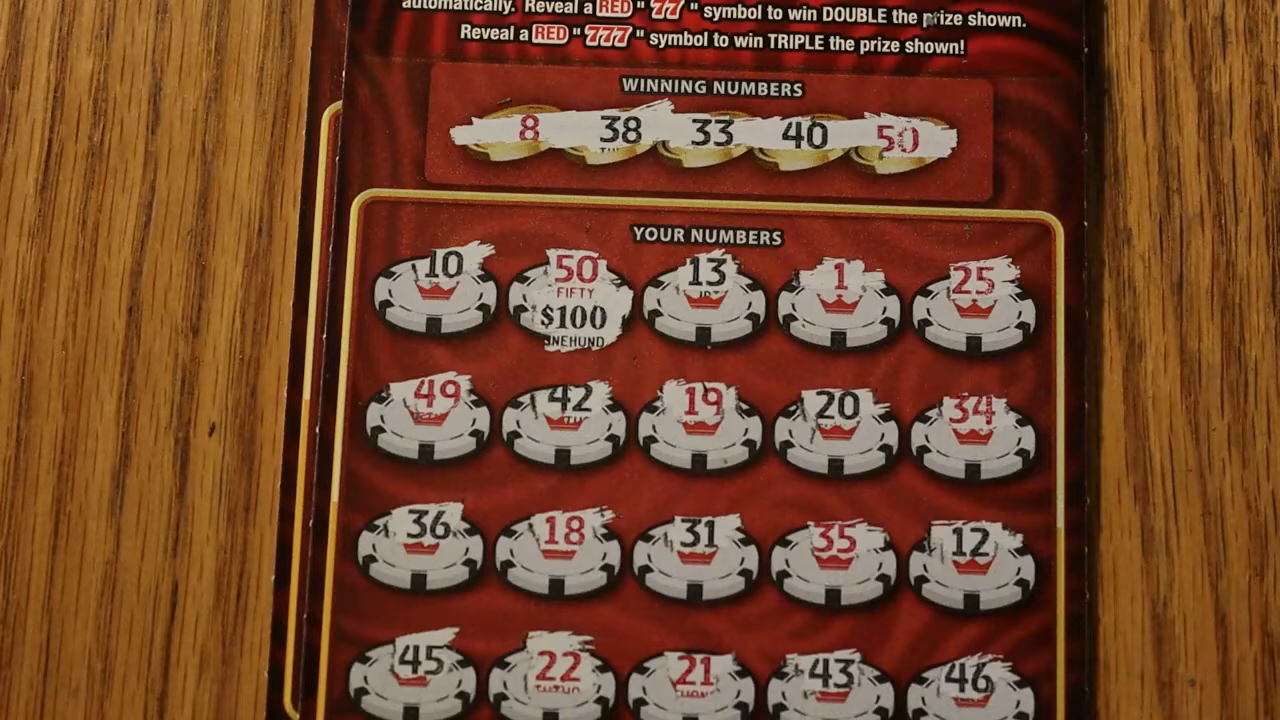 automatically. Reveal a RED "77" symbol to win DOUBLE the prize shown.
Reveal a RED "777" symbol to win TRIPLE the prize shown!
WINNING NUMBERS
8 38 33 40 50
YOUR NUMBERS
10 50 13 1 25
FIFTY
$100
ONEHUND
49 42 19 20 34
36 18 31 35 12
45 22 21 43 46